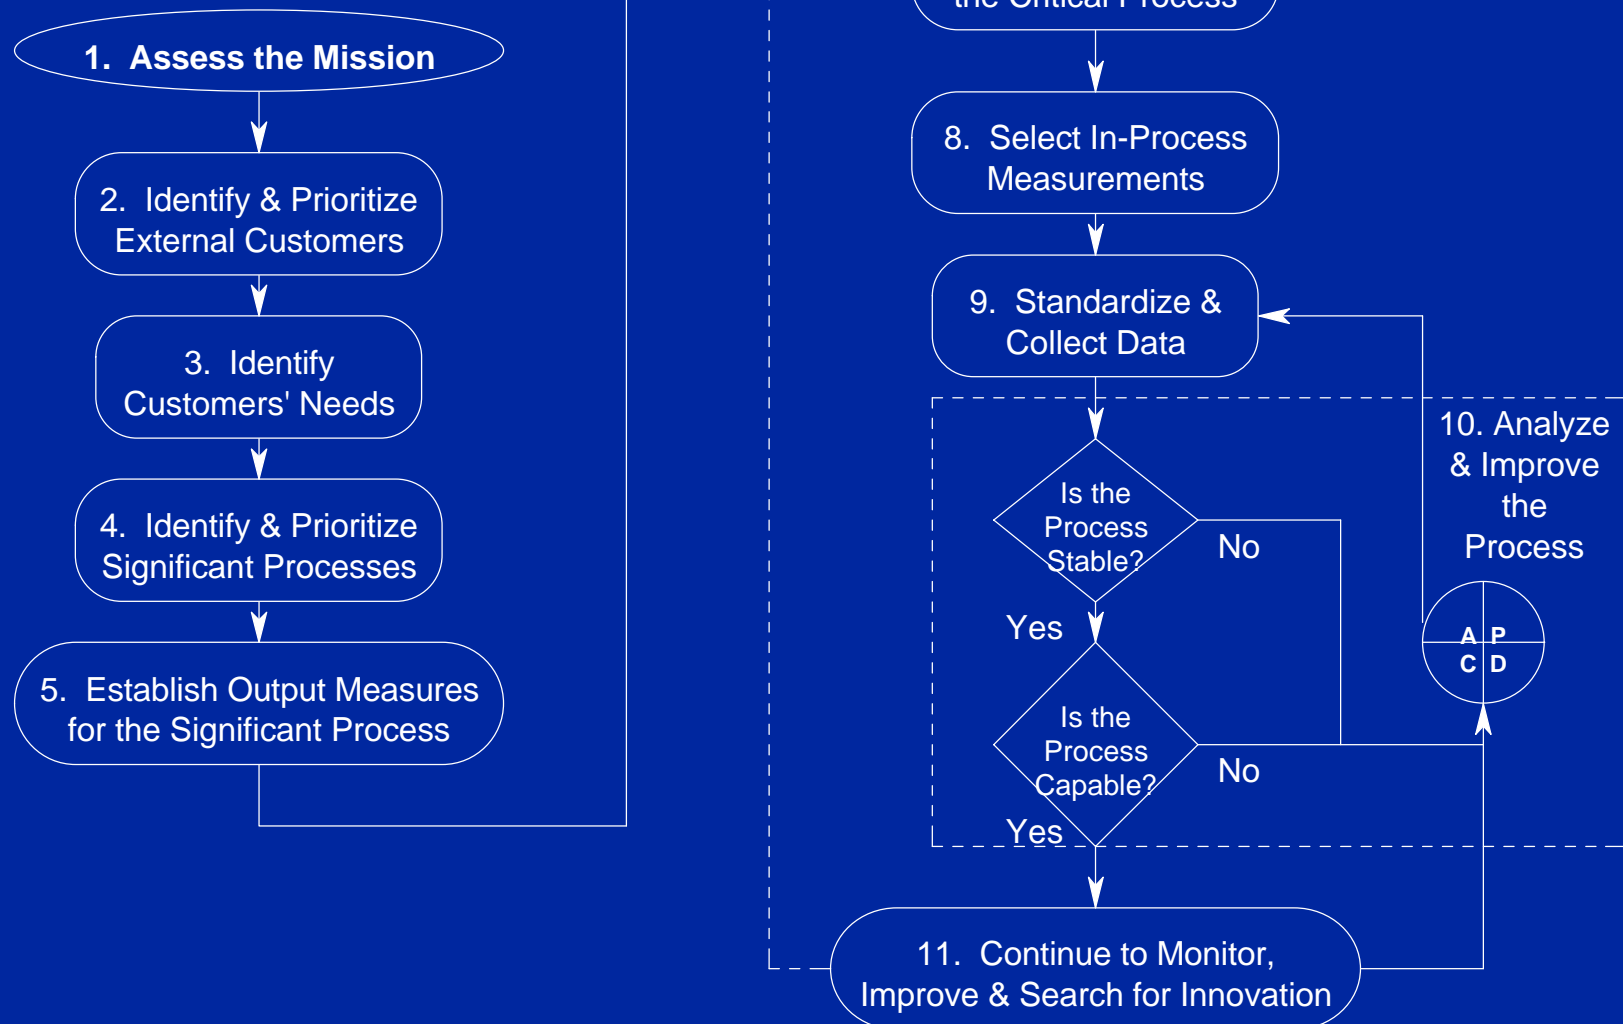 1. Assess the Mission
2. Identify & Prioritize
External Customers
3. Identify
Customers' Needs
4. Identify & Prioritize
Significant Processes
5. Establish Output Measures
for the Significant Process
the Critical Process
8. Select In-Process
Measurements
9. Standardize &
Collect Data
10. Analyze
& Improve
the
Process
Is the
Process
Stable?
No
Yes
A P
C D
Is the
Process
Capable?
No
Yes
11. Continue to Monitor,
Improve & Search for Innovation